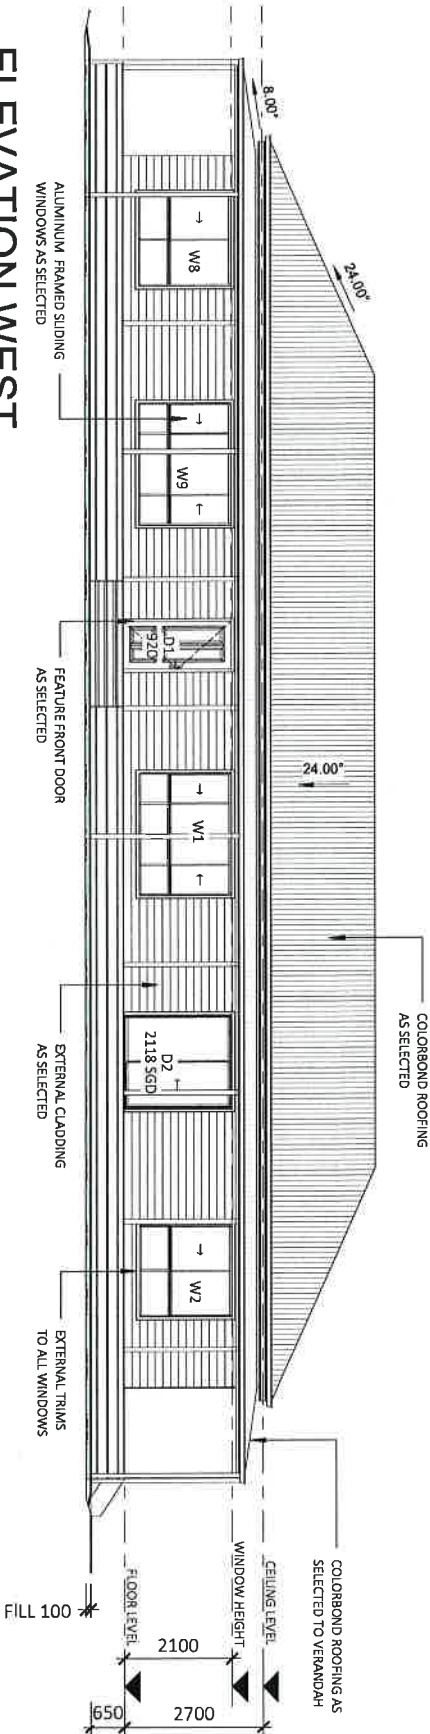 COLORBOND ROOFING
AS SELECTED
COLORBOND ROOFING AS
SELECTED TO VERANDAH
24.00°
24.00°
8.00°
CEILING LEVEL
WINDOW HEIGHT
FLOOR LEVEL
2100
2700
650
FILL 100
W8
W9
D1
920
W1
D2
2118 SGD
W2
ALUMINUM FRAMED SLIDING
WINDOWS AS SELECTED
FEATURE FRONT DOOR
AS SELECTED
EXTERNAL CLADDING
AS SELECTED
EXTERNAL TRIMS
TO ALL WINDOWS
ELEVATION WEST